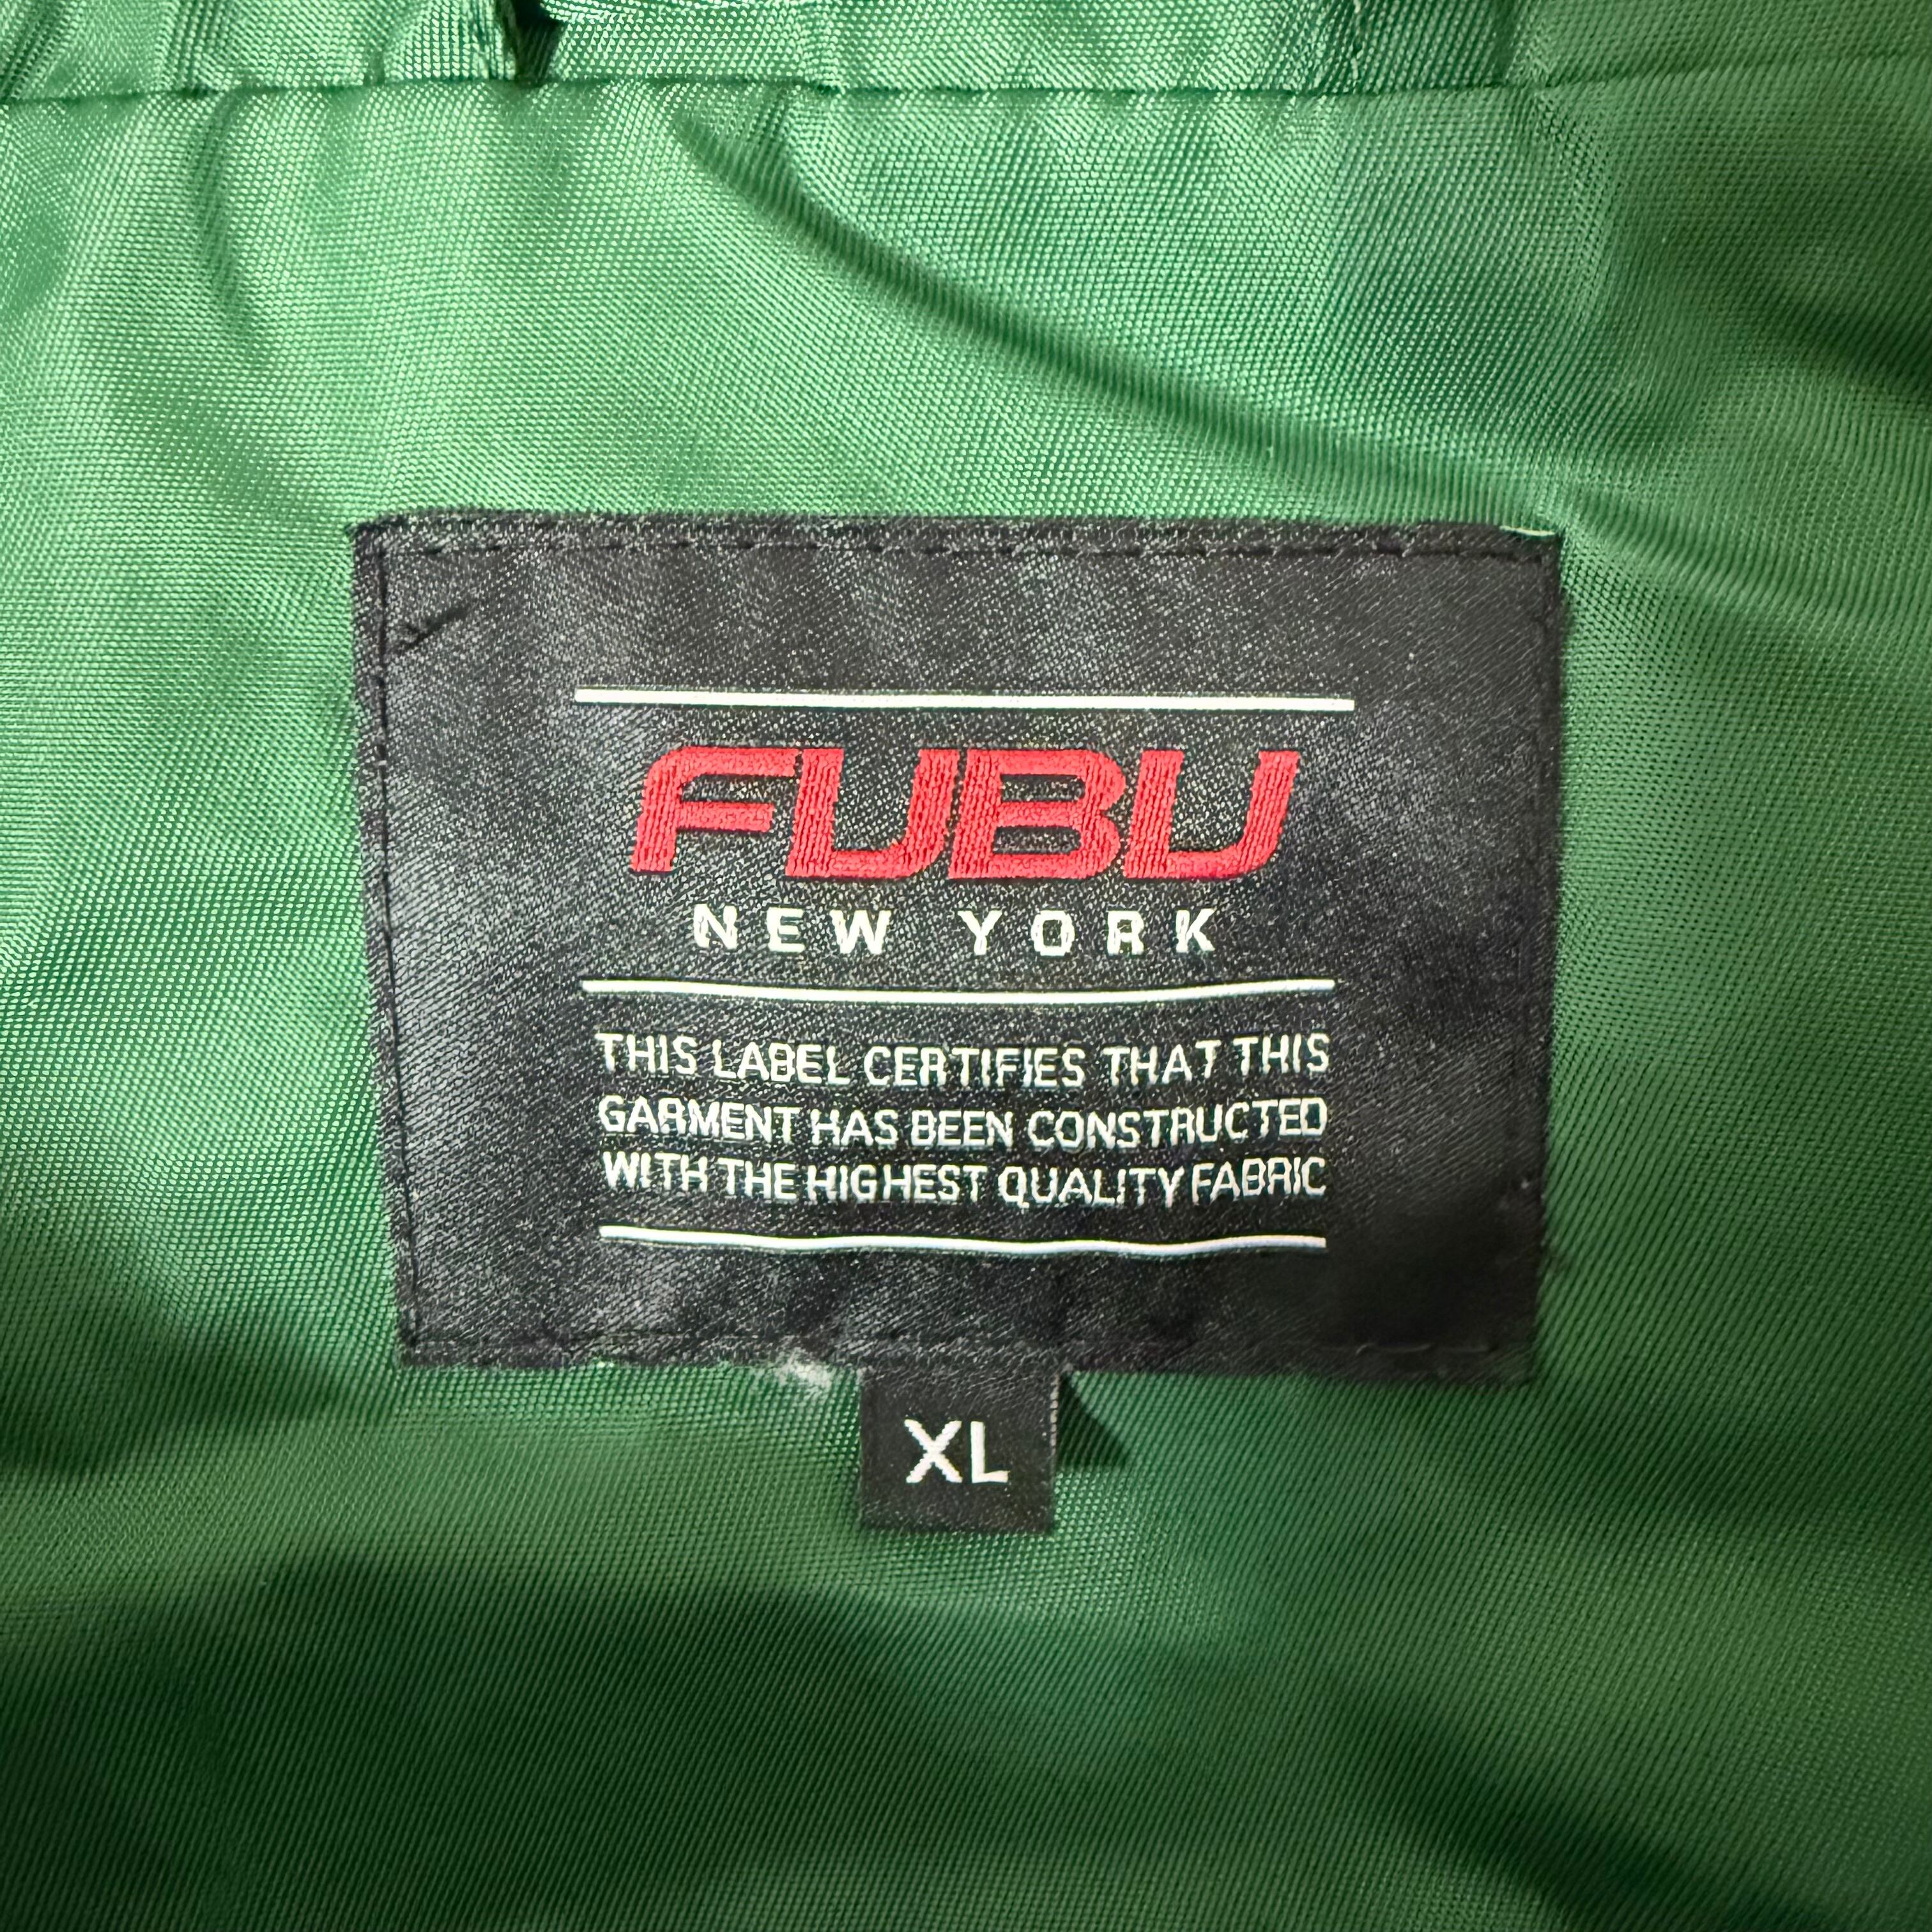 FUBU
NEW YORK
THIS LABEL CERTIFIES THAT THIS
GARMENT HAS BEEN CONSTRUCTED
WITH THE HIGHEST QUALITY FABRIC
XL